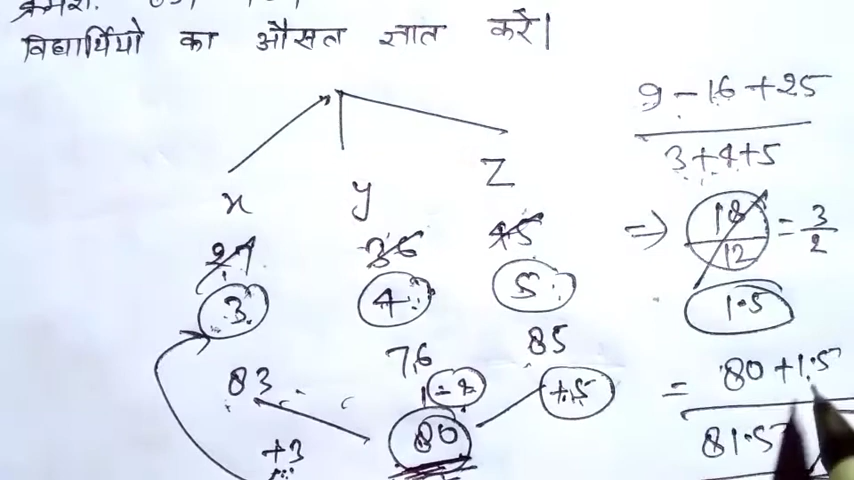 क्रमशः
विद्यार्थियो का औसत ज्ञात करे|
9 - 16 + 25
3+4+5
x y Z
27 36 45
=> 18/12 = 3/2
3 4 5
1.5
83 76 85
-4 +5
= 80 + 1.5
80
81.5
+3